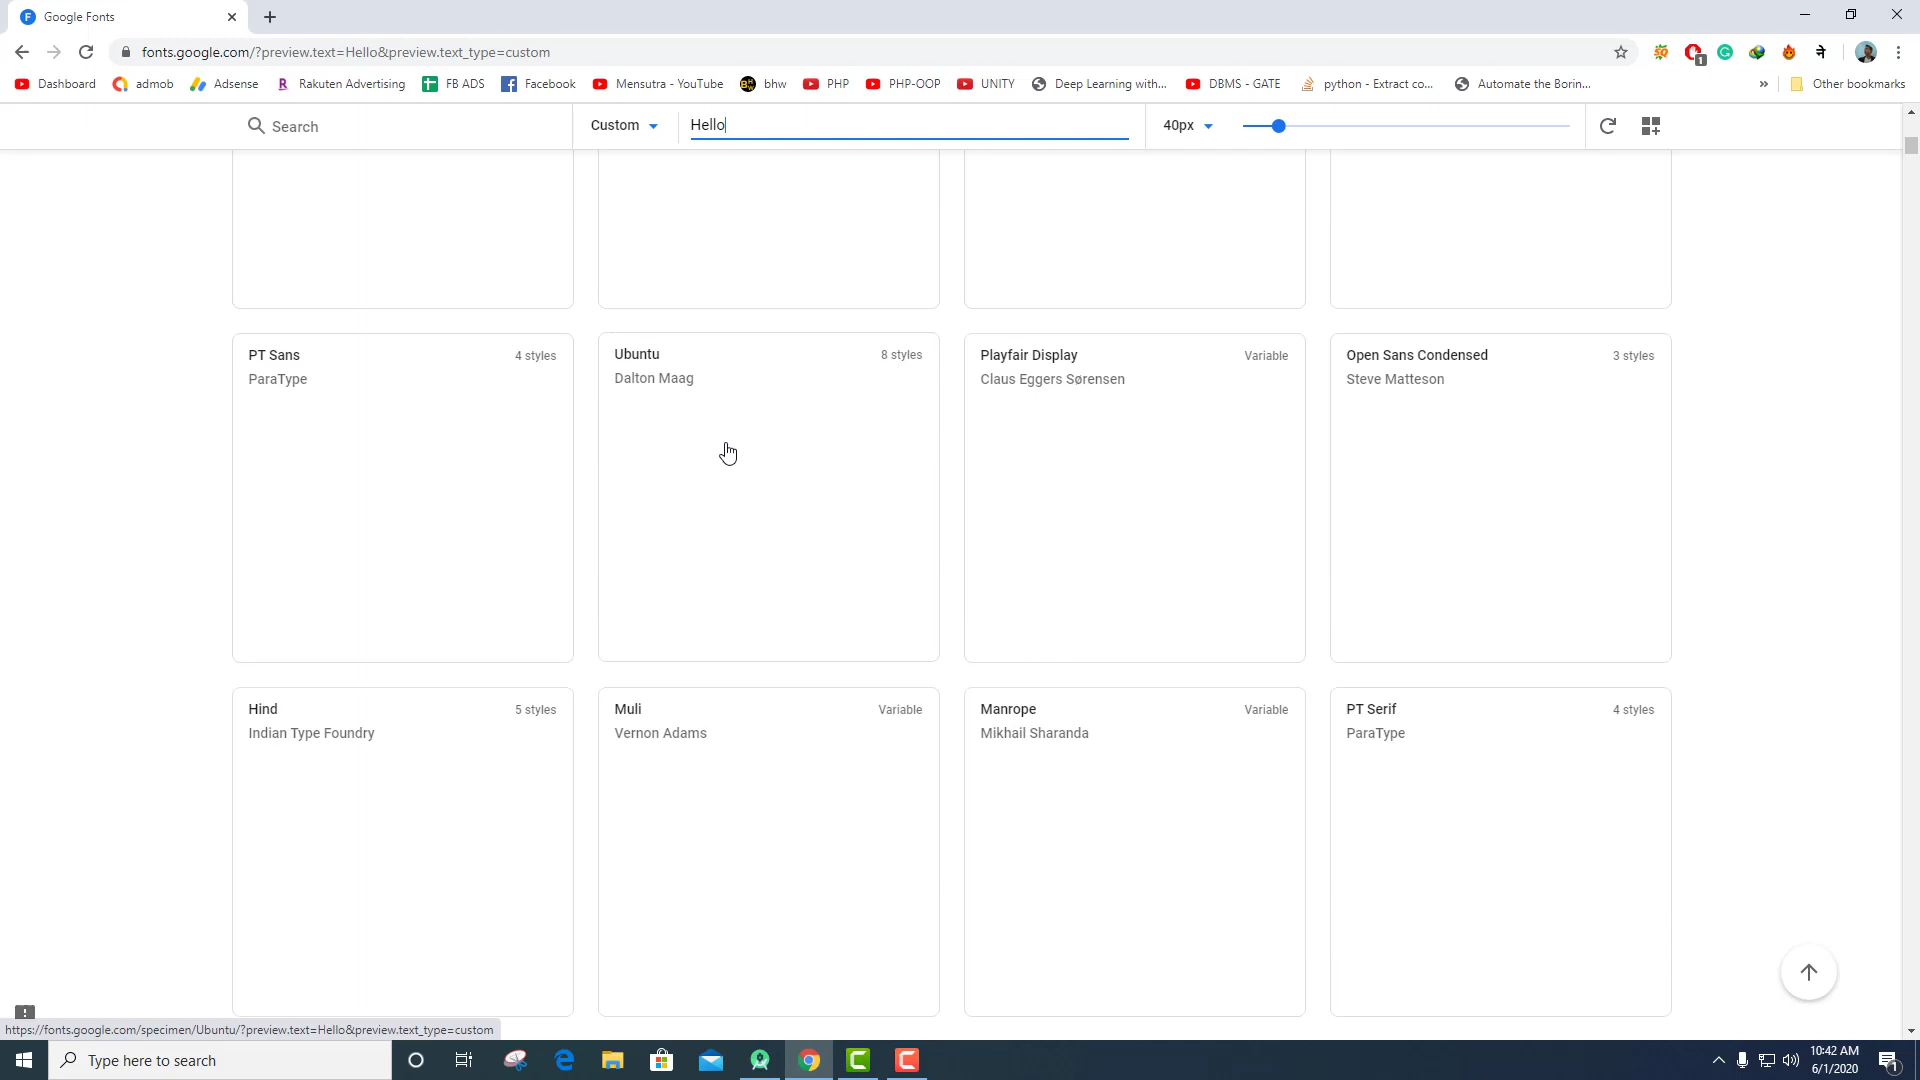 Google Fonts
fonts.google.com/?preview.text=Hello&preview.text_type=custom
1
Dashboard admob Adsense Rakuten Advertising FB ADS Facebook Mensutra - YouTube bhw PHP PHP-OOP UNITY Deep Learning with... DBMS - GATE python - Extract co... Automate the Borin... » Other bookmarks
Search Custom Hello 40px
PT Sans 4 styles
ParaType
Ubuntu 8 styles
Dalton Maag
Playfair Display Variable
Claus Eggers Sørensen
Open Sans Condensed 3 styles
Steve Matteson
Hind 5 styles
Indian Type Foundry
Muli Variable
Vernon Adams
Manrope Variable
Mikhail Sharanda
PT Serif 4 styles
ParaType
https://fonts.google.com/specimen/Ubuntu/?preview.text=Hello&preview.text_type=custom
Type here to search
10:42 AM
6/1/2020
1